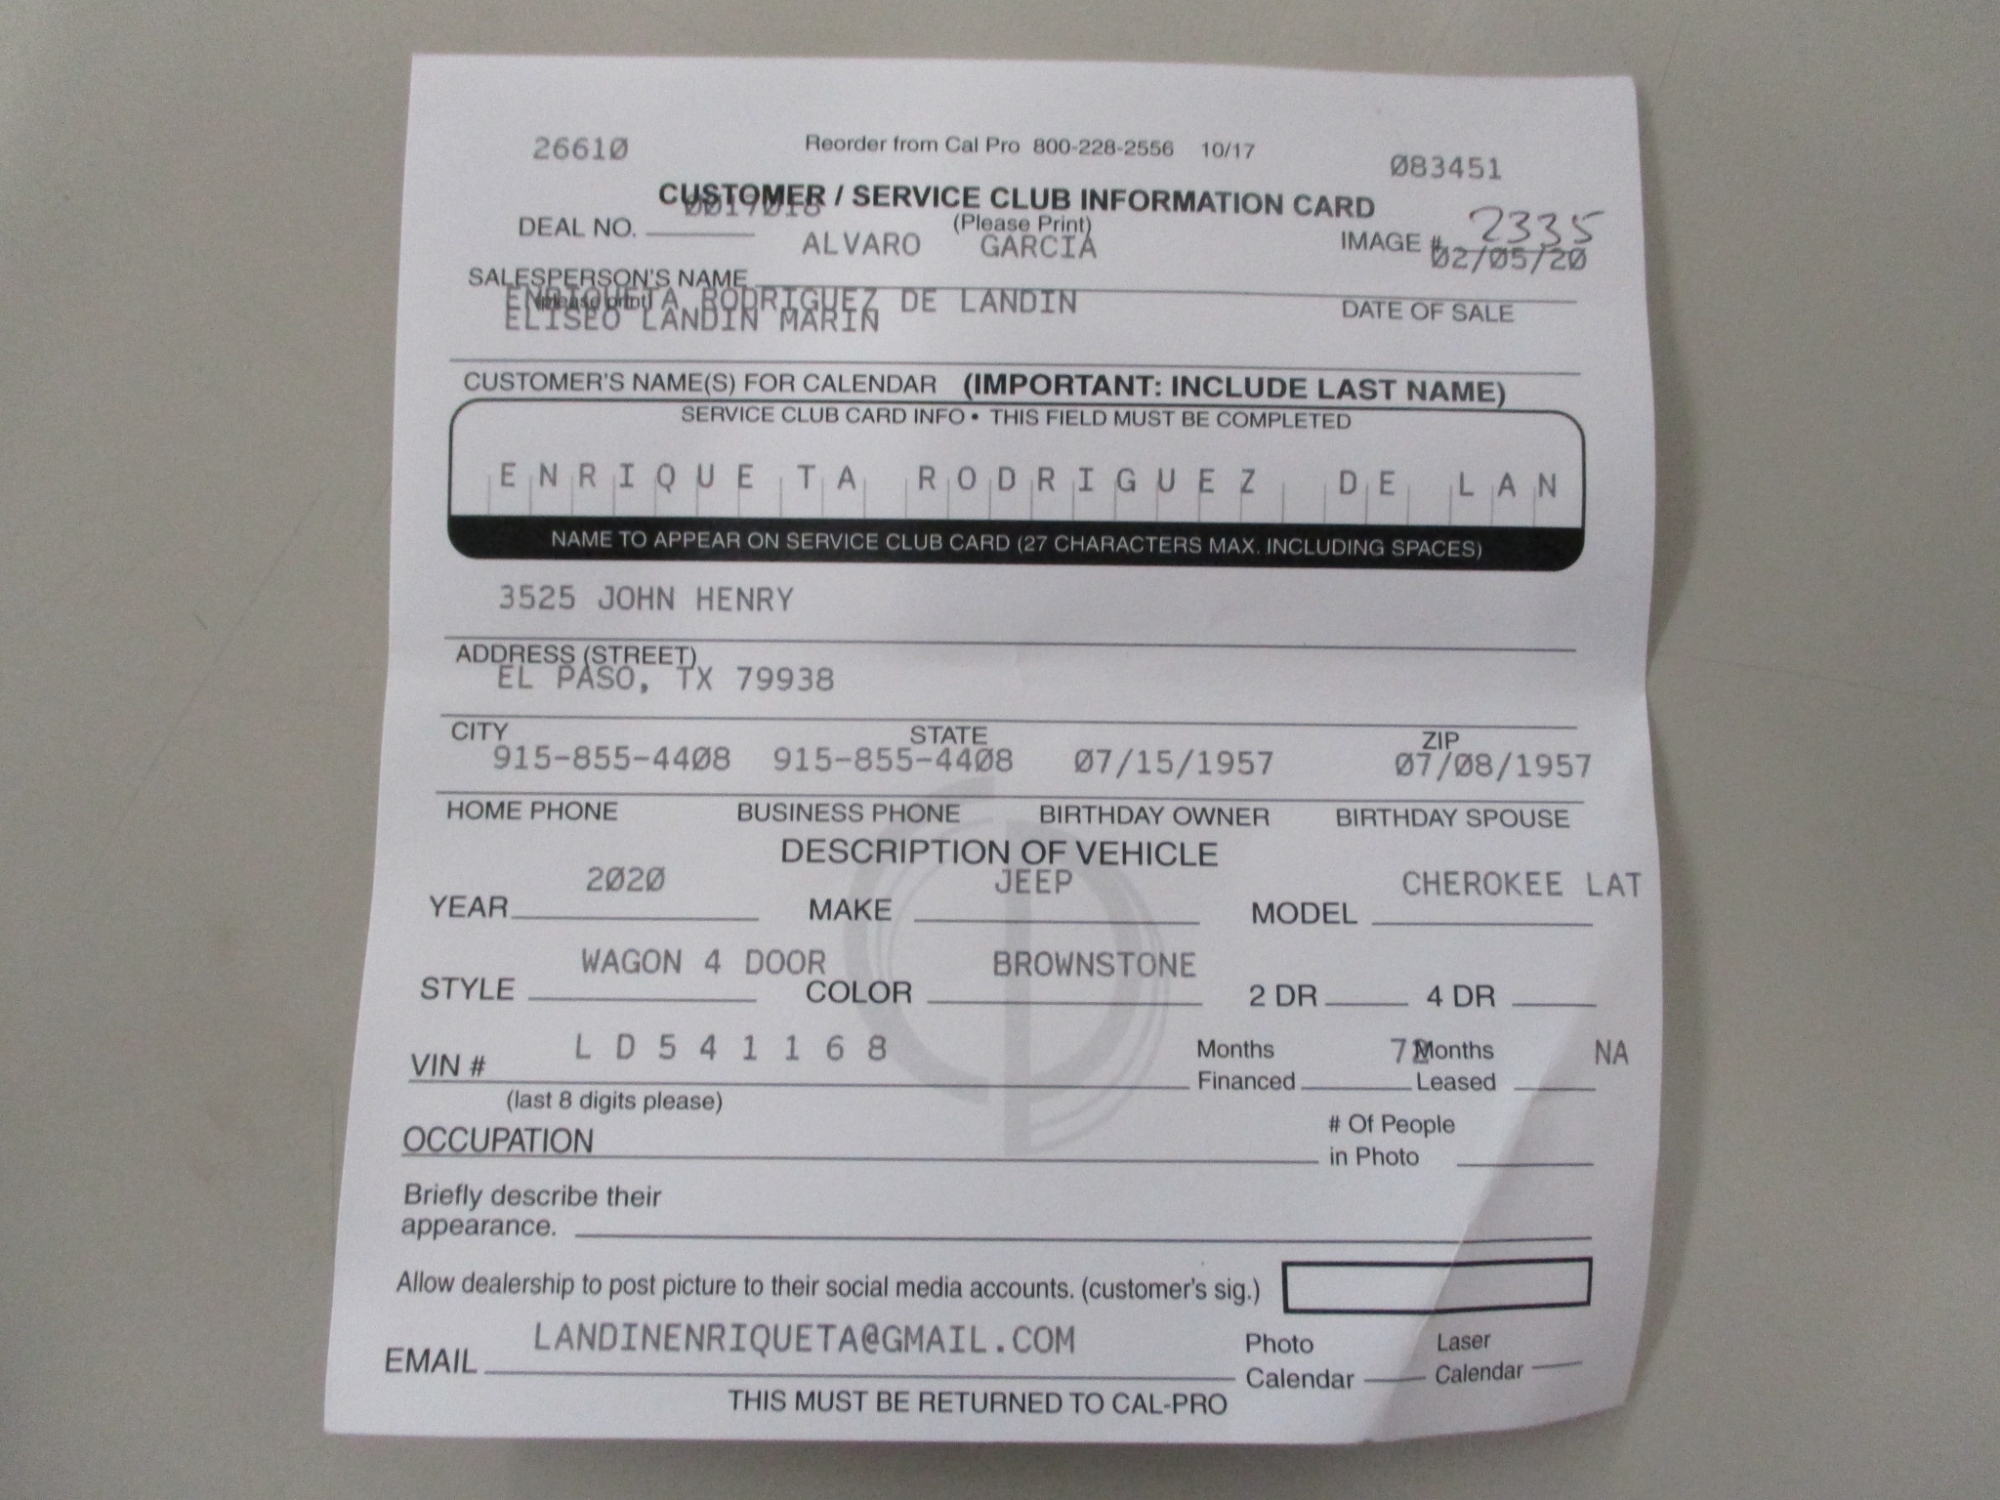 26610 Reorder from Cal Pro 800-228-2556 10/17 083451
CUSTOMER / SERVICE CLUB INFORMATION CARD
0017018
DEAL NO. (Please Print) IMAGE # 2335
ALVARO GARCIA 02/05/20
SALESPERSON'S NAME
(please print) DATE OF SALE
ENRIQUETA RODRIGUEZ DE LANDIN
ELISEO LANDIN MARIN
CUSTOMER'S NAME(S) FOR CALENDAR (IMPORTANT: INCLUDE LAST NAME)
SERVICE CLUB CARD INFO • THIS FIELD MUST BE COMPLETED
ENRIQUETA RODRIGUEZ DE LAN
NAME TO APPEAR ON SERVICE CLUB CARD (27 CHARACTERS MAX. INCLUDING SPACES)
3525 JOHN HENRY
ADDRESS (STREET)
EL PASO, TX 79938
CITY STATE ZIP
915-855-4408 915-855-4408 07/15/1957 07/08/1957
HOME PHONE BUSINESS PHONE BIRTHDAY OWNER BIRTHDAY SPOUSE
DESCRIPTION OF VEHICLE
2020 JEEP CHEROKEE LAT
YEAR MAKE MODEL
WAGON 4 DOOR BROWNSTONE
STYLE COLOR 2 DR 4 DR
LD541168 Months 72 Months NA
VIN # Financed Leased
(last 8 digits please)
OCCUPATION # Of People
in Photo
Briefly describe their
appearance.
Allow dealership to post picture to their social media accounts. (customer's sig.)
LANDINENRIQUETA@GMAIL.COM Photo Laser
EMAIL Calendar Calendar
THIS MUST BE RETURNED TO CAL-PRO